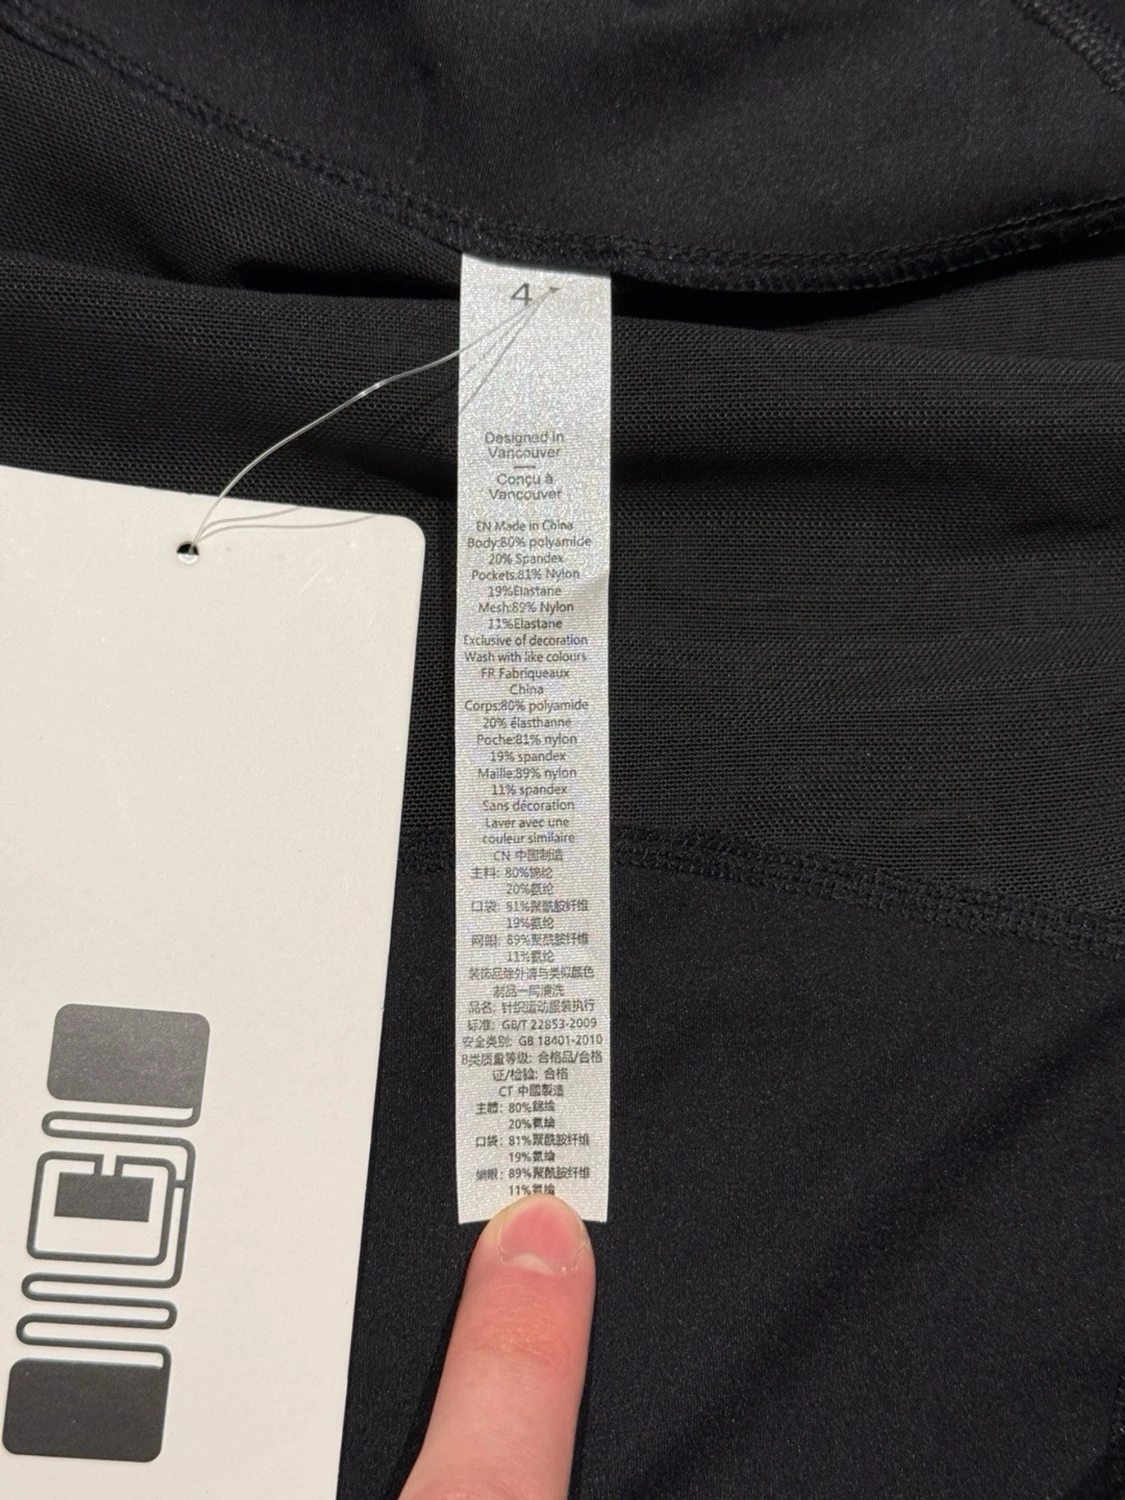 4
Designed in
Vancouver
Conçu à
Vancouver
EN Made in China
Body:80% polyamide
20% Spandex
Pockets:81% Nylon
19%Elastane
Mesh:89% Nylon
11%Elastane
Exclusive of decoration
Wash with like colours
FR Fabriqueaux
China
Corps:80% polyamide
20% élasthanne
Poche:81% nylon
19% spandex
Maille:89% nylon
11% spandex
Sans décoration
Laver avec une
couleur similaire
CN 中國制造
主料: 80%锦纶
20%氨纶
口袋: 81%聚酰胺纤维
19%氨纶
网眼: 89%聚酰胺纤维
11%氨纶
装饰品除外请与类似颜色
制品一同清洗
品名: 针织运动服装执行
标准: GB/T 22853-2009
安全类别: GB 18401-2010
B类质量等级: 合格品/合格
证/检验: 合格
CT 中國製造
主體: 80%錦綸
20%氨綸
口袋: 81%聚酰胺纤维
19%氨綸
網眼: 89%聚酰胺纤维
11%氨綸